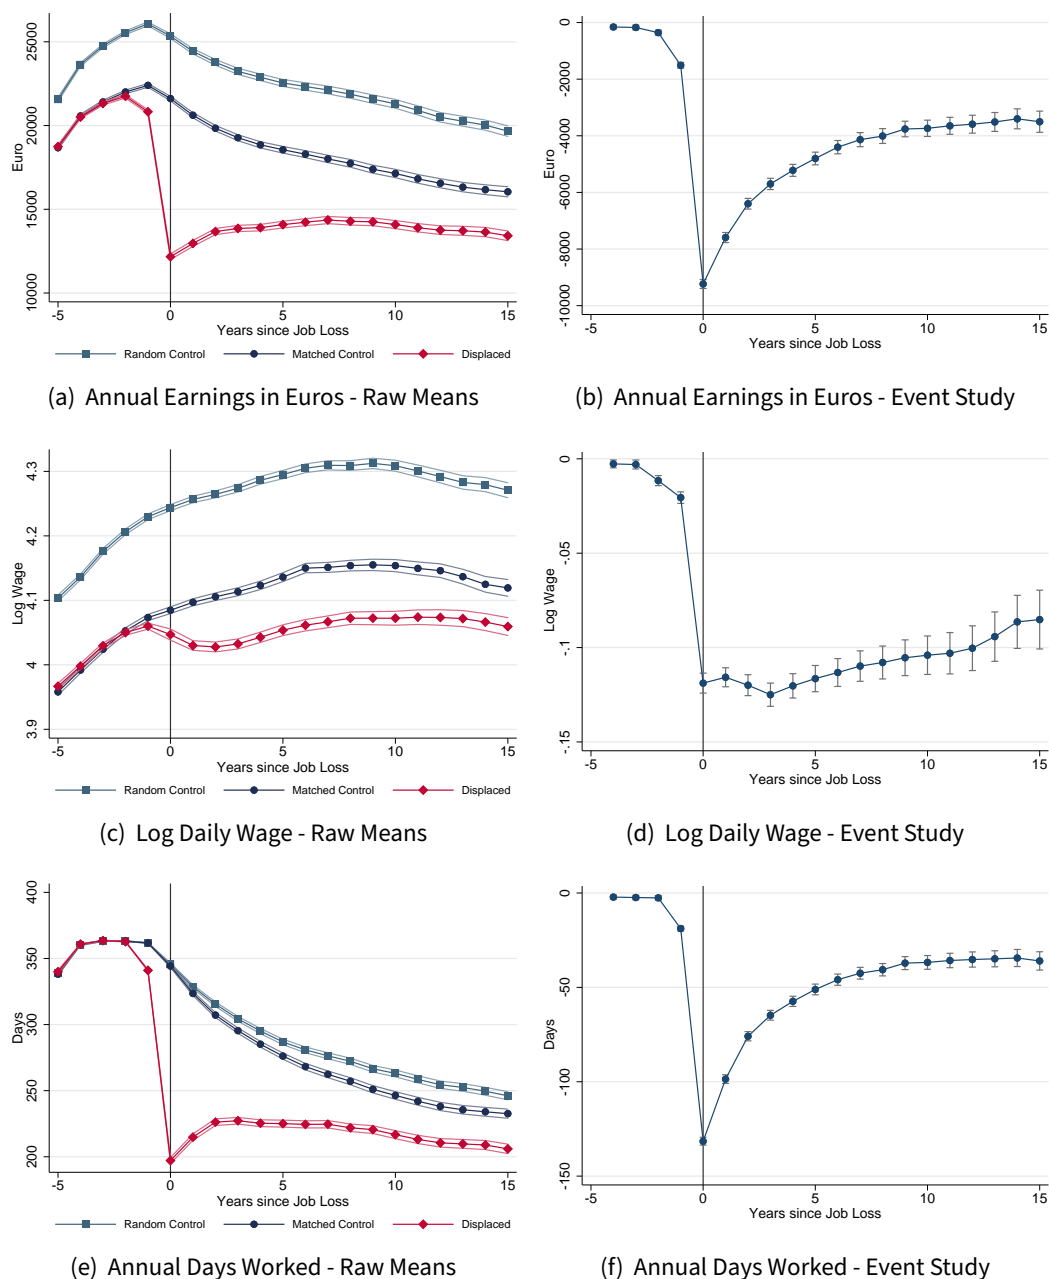 25000
20000
15000
10000
Euro
-5 0 5 10 15
Years since Job Loss
Random Control Matched Control Displaced
(a) Annual Earnings in Euros - Raw Means
0
-2000
-4000
-6000
-8000
-10000
Euro
-5 0 5 10 15
Years since Job Loss
(b) Annual Earnings in Euros - Event Study
4.3
4.2
4.1
4
3.9
Log Wage
-5 0 5 10 15
Years since Job Loss
Random Control Matched Control Displaced
(c) Log Daily Wage - Raw Means
0
-.05
-.1
-.15
Log Wage
-5 0 5 10 15
Years since Job Loss
(d) Log Daily Wage - Event Study
400
350
300
250
200
Days
-5 0 5 10 15
Years since Job Loss
Random Control Matched Control Displaced
(e) Annual Days Worked - Raw Means
0
-50
-100
-150
Days
-5 0 5 10 15
Years since Job Loss
(f) Annual Days Worked - Event Study